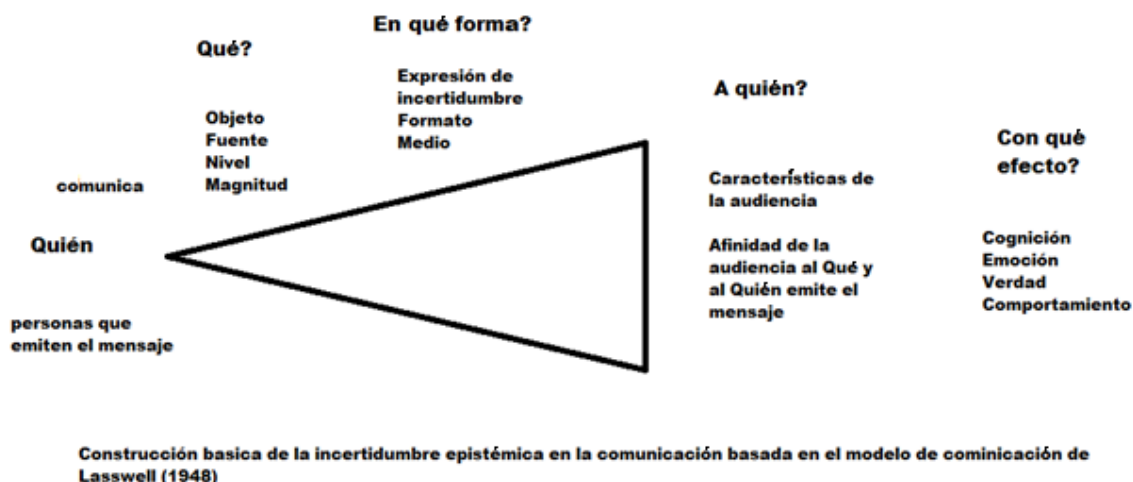 En qué forma?
Qué?
Expresión de
incertidumbre
Formato
Medio
A quién?
Objeto
Fuente
Nivel
Magnitud
Con qué
efecto?
comunica
Características de
la audiencia
Quién
Afinidad de la
audiencia al Qué y
al Quién emite el
mensaje
Cognición
Emoción
Verdad
Comportamiento
personas que
emiten el mensaje
Construcción basica de la incertidumbre epistémica en la comunicación basada en el modelo de cominicación de
Lasswell (1948)